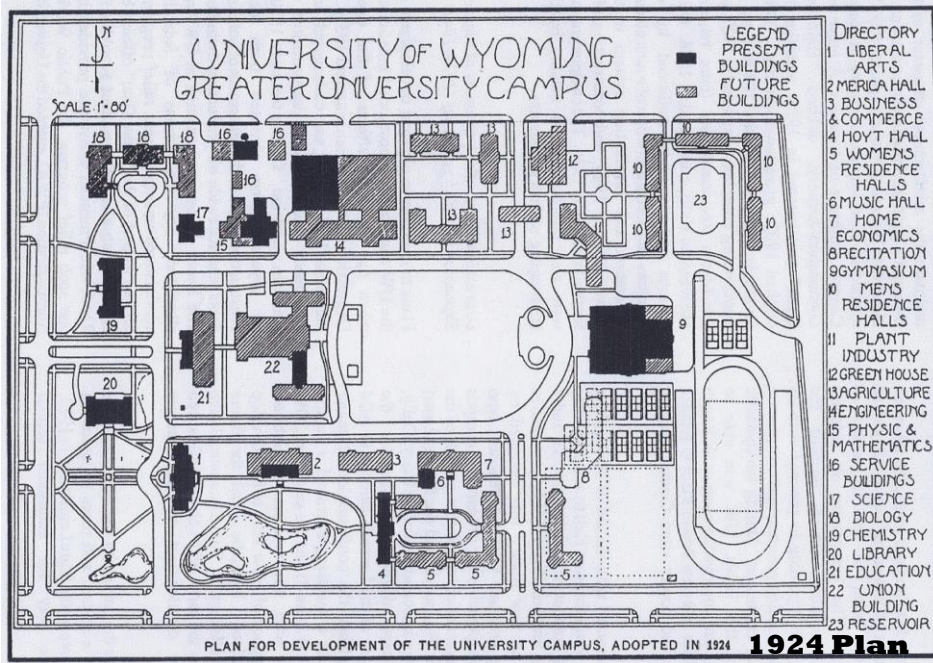 N
SCALE: 1"=80'
UNIVERSITY OF WYOMING
GREATER UNIVERSITY CAMPUS
LEGEND
PRESENT
BUILDINGS
FUTURE
BUILDINGS
DIRECTORY
1 LIBERAL
ARTS
2 MERICA HALL
3 BUSINESS
& COMMERCE
4 HOYT HALL
5 WOMENS
RESIDENCE
HALLS
6 MUSIC HALL
7 HOME
ECONOMICS
8 RECITATION
9 GYMNASIUM
10 MENS
RESIDENCE
HALLS
11 PLANT
INDUSTRY
12 GREEN HOUSE
13 AGRICULTURE
14 ENGINEERING
15 PHYSIC &
MATHEMATICS
16 SERVICE
BUILDINGS
17 SCIENCE
18 BIOLOGY
19 CHEMISTRY
20 LIBRARY
21 EDUCATION
22 UNION
BUILDING
23 RESERVOIR
18 18 18 16 16 13 13 10
12 10 10
16
17 15 14 13 13 11 10 23 10
19
9
22
21
20
1 2 3 6 7 8
4 5 5 5
PLAN FOR DEVELOPMENT OF THE UNIVERSITY CAMPUS, ADOPTED IN 1924
1924 Plan